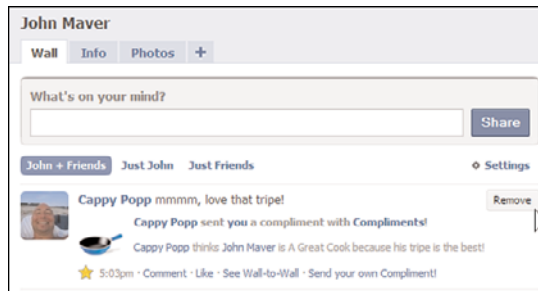 John Maver
Wall Info Photos +
What's on your mind?
Share
John + Friends Just John Just Friends Settings
Cappy Popp mmmm, love that tripe! Remove
Cappy Popp sent you a compliment with Compliments!
Cappy Popp thinks John Maver is A Great Cook because his tripe is the best!
5:03pm · Comment · Like · See Wall-to-Wall · Send your own Compliment!